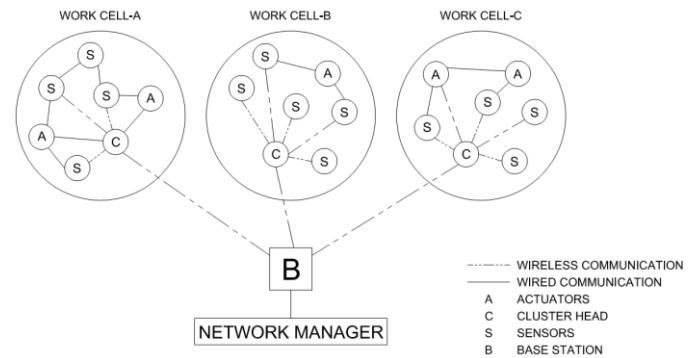 WORK CELL-A
WORK CELL-B
WORK CELL-C
S
S
S
A
A
C
S
S
A
S
S
S
C
S
A
A
S
S
S
C
S
B
NETWORK MANAGER
WIRELESS COMMUNICATION
WIRED COMMUNICATION
A ACTUATORS
C CLUSTER HEAD
S SENSORS
B BASE STATION